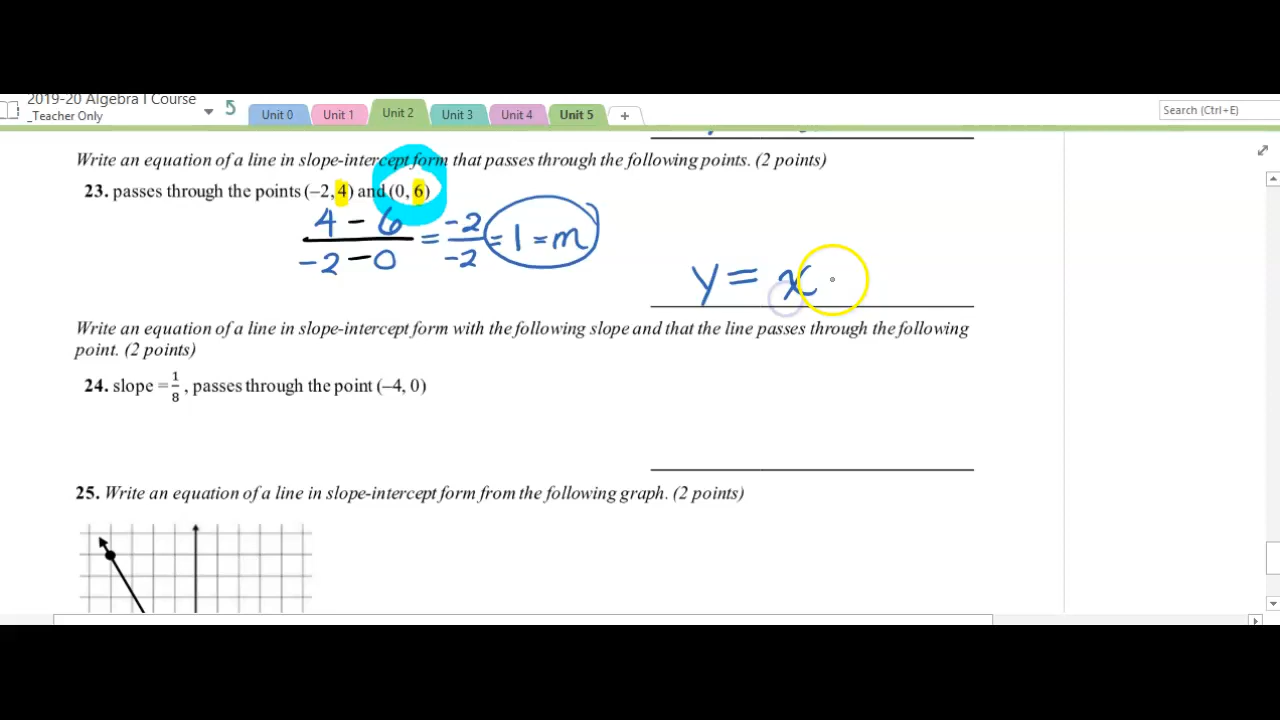 2019-20 Algebra I Course
_Teacher Only
Unit 0
Unit 1
Unit 2
Unit 3
Unit 4
Unit 5
+
Search (Ctrl+E)
Write an equation of a line in slope-intercept form that passes through the following points. (2 points)
23. passes through the points (–2, 4) and (0, 6)
4 - 6
-2 - 0
= -2
-2
= 1 = m
y = x
Write an equation of a line in slope-intercept form with the following slope and that the line passes through the following
point. (2 points)
24. slope = 1/8, passes through the point (–4, 0)
25. Write an equation of a line in slope-intercept form from the following graph. (2 points)